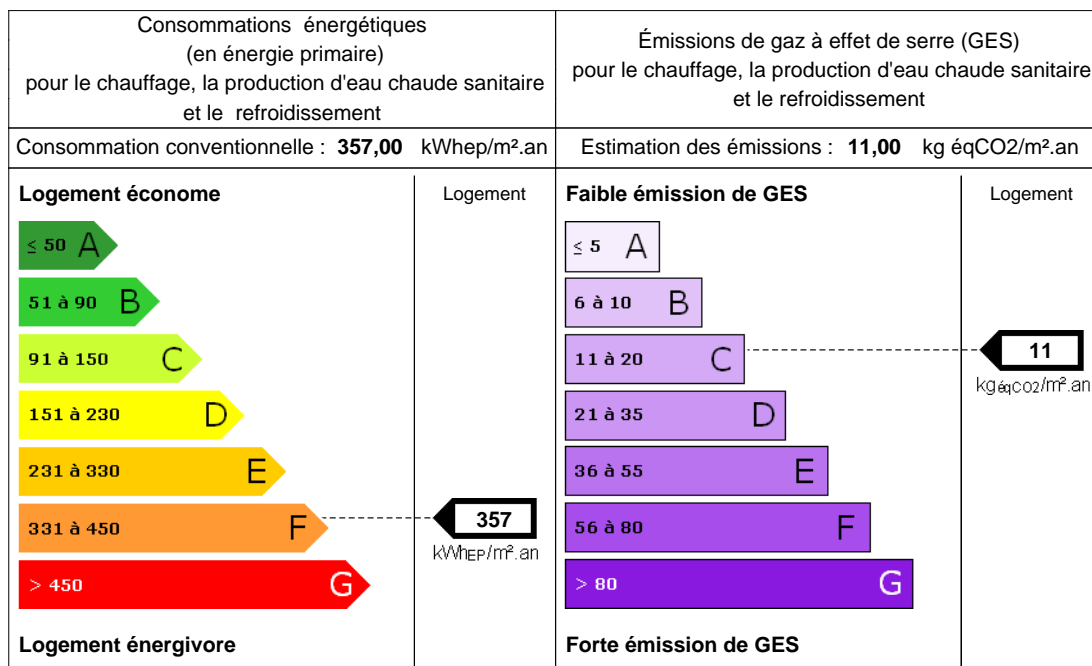 Consommations énergétiques
(en énergie primaire)
pour le chauffage, la production d'eau chaude sanitaire
et le refroidissement
Émissions de gaz à effet de serre (GES)
pour le chauffage, la production d'eau chaude sanitaire
et le refroidissement
Consommation conventionnelle : 357,00 kWhep/m².an
Estimation des émissions : 11,00 kg éqCO2/m².an
Logement économe
Logement
≤ 50 A
51 à 90 B
91 à 150 C
151 à 230 D
231 à 330 E
331 à 450 F
> 450 G
357
kWhEP/m².an
Logement énergivore
Faible émission de GES
Logement
≤ 5 A
6 à 10 B
11 à 20 C
21 à 35 D
36 à 55 E
56 à 80 F
> 80 G
11
kgéqCO2/m².an
Forte émission de GES